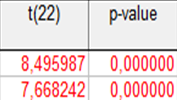 t(22) p-value
8,495987 0,000000
7,668242 0,000000